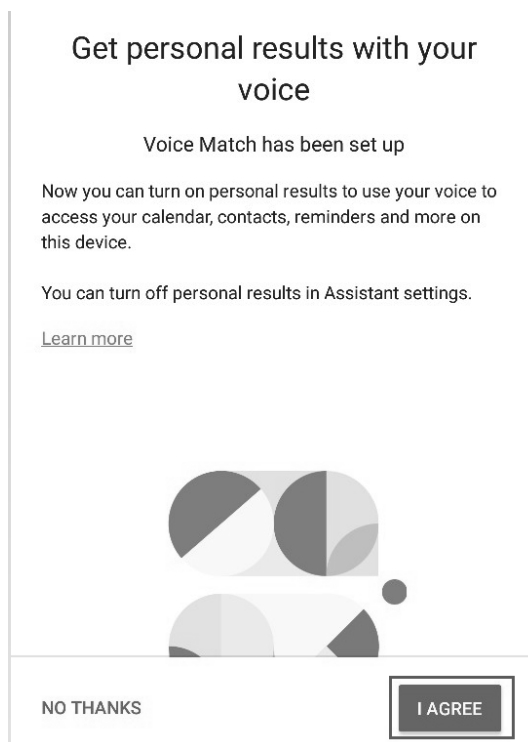 Get personal results with your
voice
Voice Match has been set up
Now you can turn on personal results to use your voice to
access your calendar, contacts, reminders and more on
this device.
You can turn off personal results in Assistant settings.
Learn more
NO THANKS
I AGREE